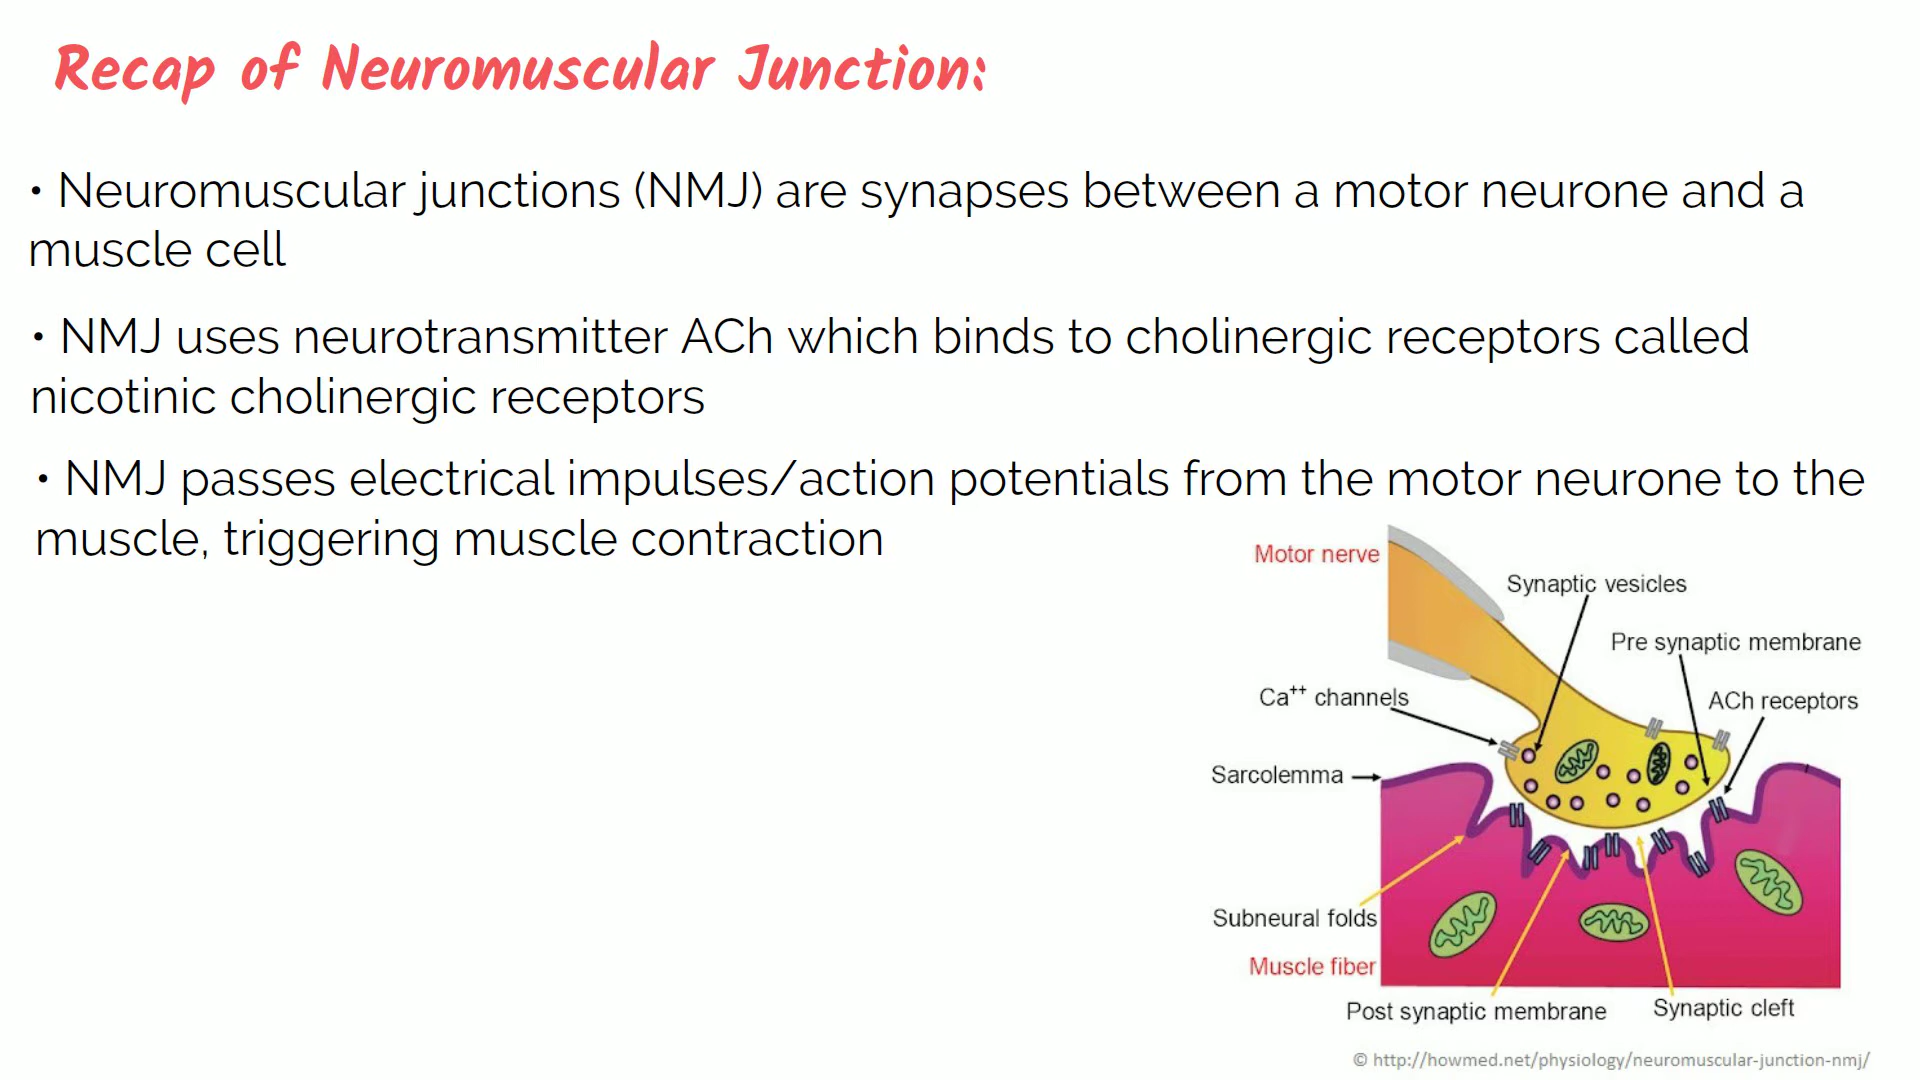 Recap of Neuromuscular Junction:
• Neuromuscular junctions (NMJ) are synapses between a motor neurone and a
muscle cell
• NMJ uses neurotransmitter ACh which binds to cholinergic receptors called
nicotinic cholinergic receptors
• NMJ passes electrical impulses/action potentials from the motor neurone to the
muscle, triggering muscle contraction
Motor nerve
Synaptic vesicles
Pre synaptic membrane
Ca⁺⁺ channels
ACh receptors
Sarcolemma
Subneural folds
Muscle fiber
Post synaptic membrane
Synaptic cleft
© http://howmed.net/physiology/neuromuscular-junction-nmj/